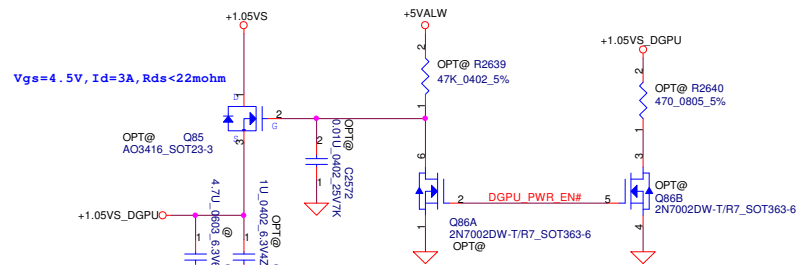 +1.05VS
+5VALW
+1.05VS_DGPU
Vgs=4.5V,Id=3A,Rds<22mohm
2
OPT@ R2639
47K_0402_5%
1
2
OPT@ R2640
470_0805_5%
1
1
D
2
G
S
3
OPT@ Q85
AO3416_SOT23-3
2
1
OPT@
0.01U_0402_25V7K
C2572
6
2
1
DGPU_PWR_EN#
Q86A
2N7002DW-T/R7_SOT363-6
OPT@
3
5
4
OPT@
Q86B
2N7002DW-T/R7_SOT363-6
+1.05VS_DGPU
1
4.7U_0603_6.3V6
@
1
1U_0402_6.3V4Z
OPT@